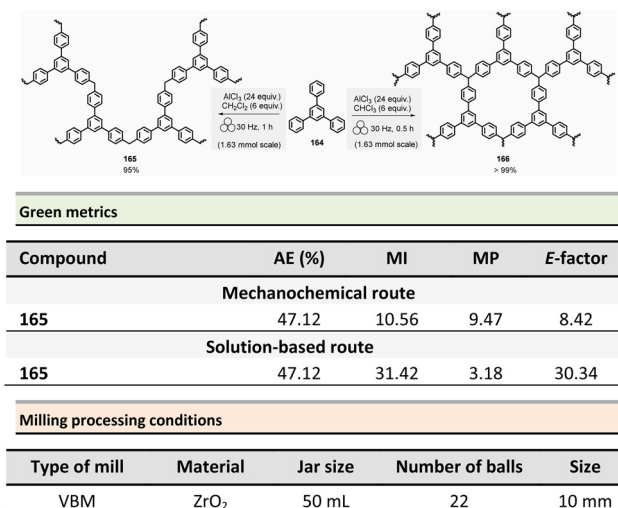 AlCl₃ (24 equiv.)
CH₂Cl₂ (6 equiv.)
30 Hz, 1 h
(1.63 mmol scale)
164
AlCl₃ (24 equiv.)
CHCl₃ (6 equiv.)
30 Hz, 0.5 h
(1.63 mmol scale)
165
95%
166
> 99%
Green metrics
Compound AE (%) MI MP E-factor
Mechanochemical route
165 47.12 10.56 9.47 8.42
Solution-based route
165 47.12 31.42 3.18 30.34
Milling processing conditions
Type of mill Material Jar size Number of balls Size
VBM ZrO₂ 50 mL 22 10 mm